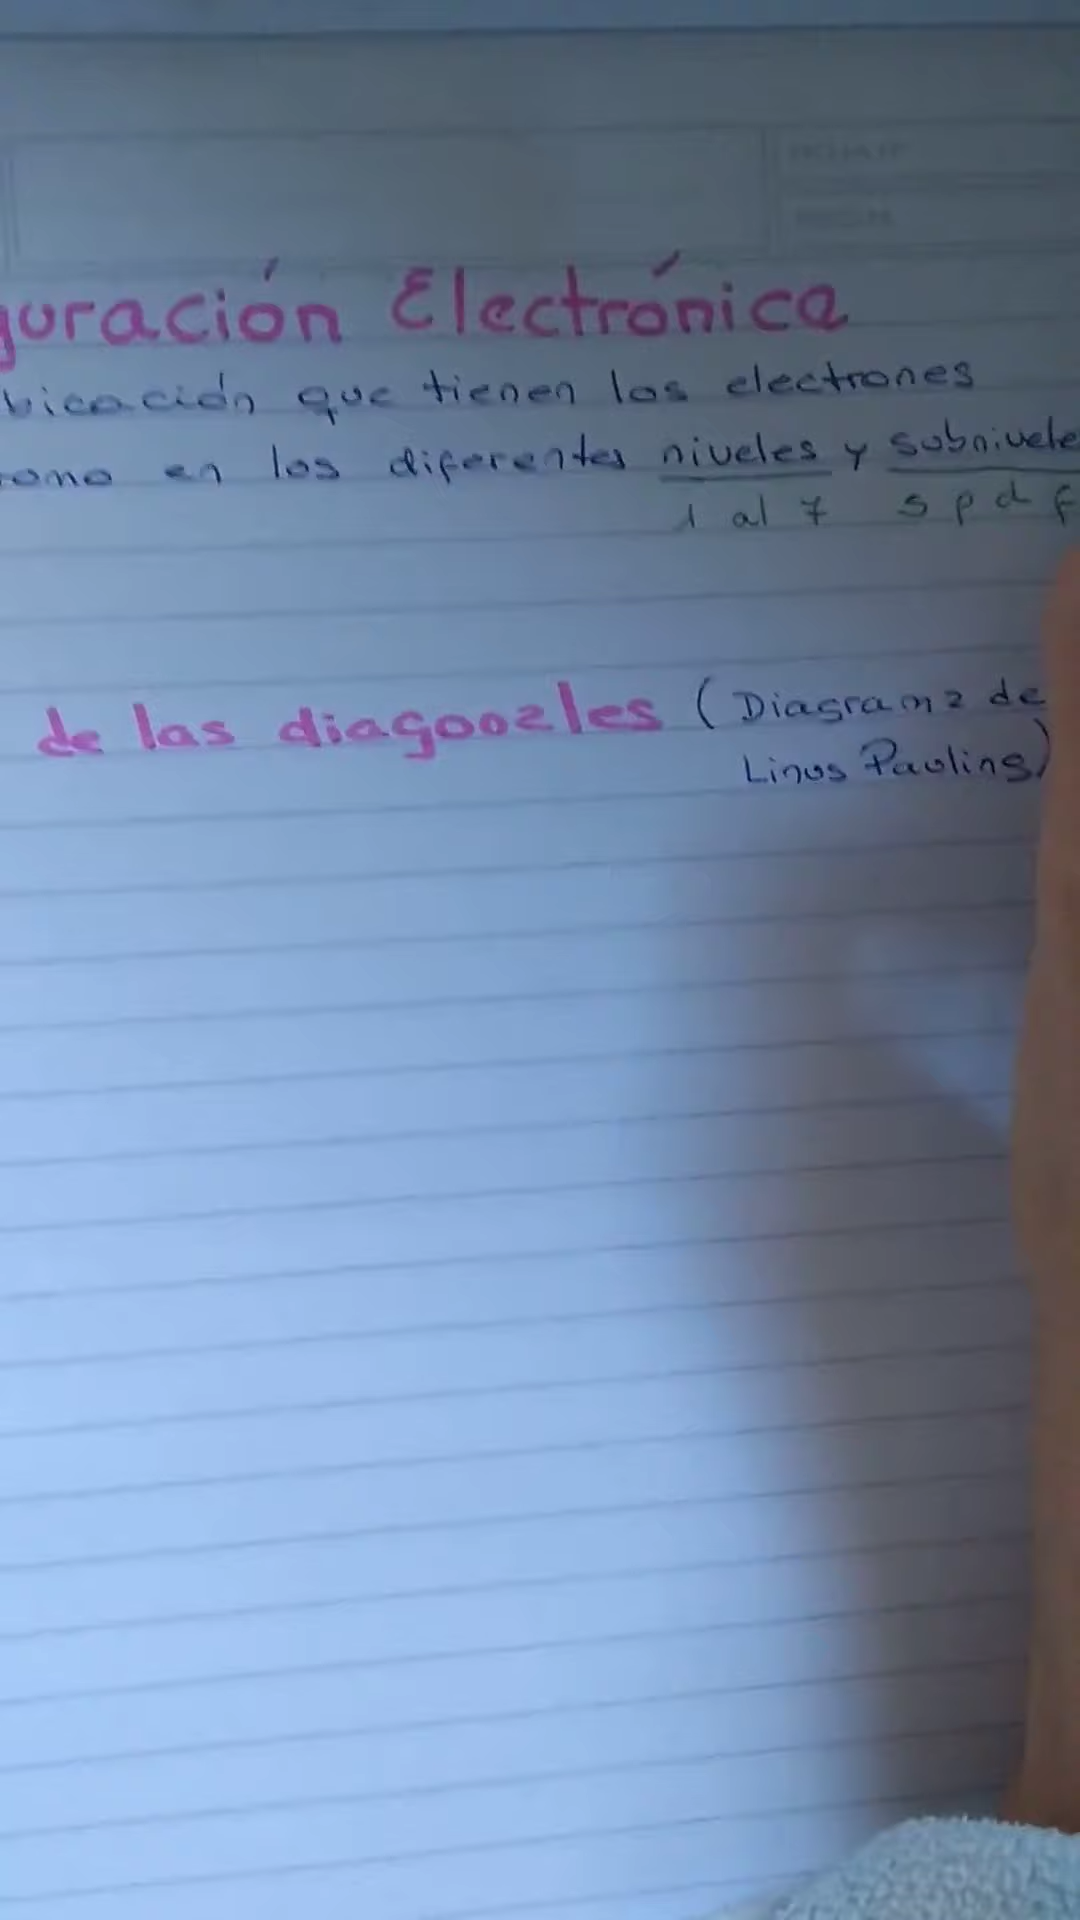 guración Electrónica
bicación que tienen los electrones
omo en los diferentes niveles y subnivele
1 al 7 s p d f
de las diagonales (Diagrama de
Linus Pauling)